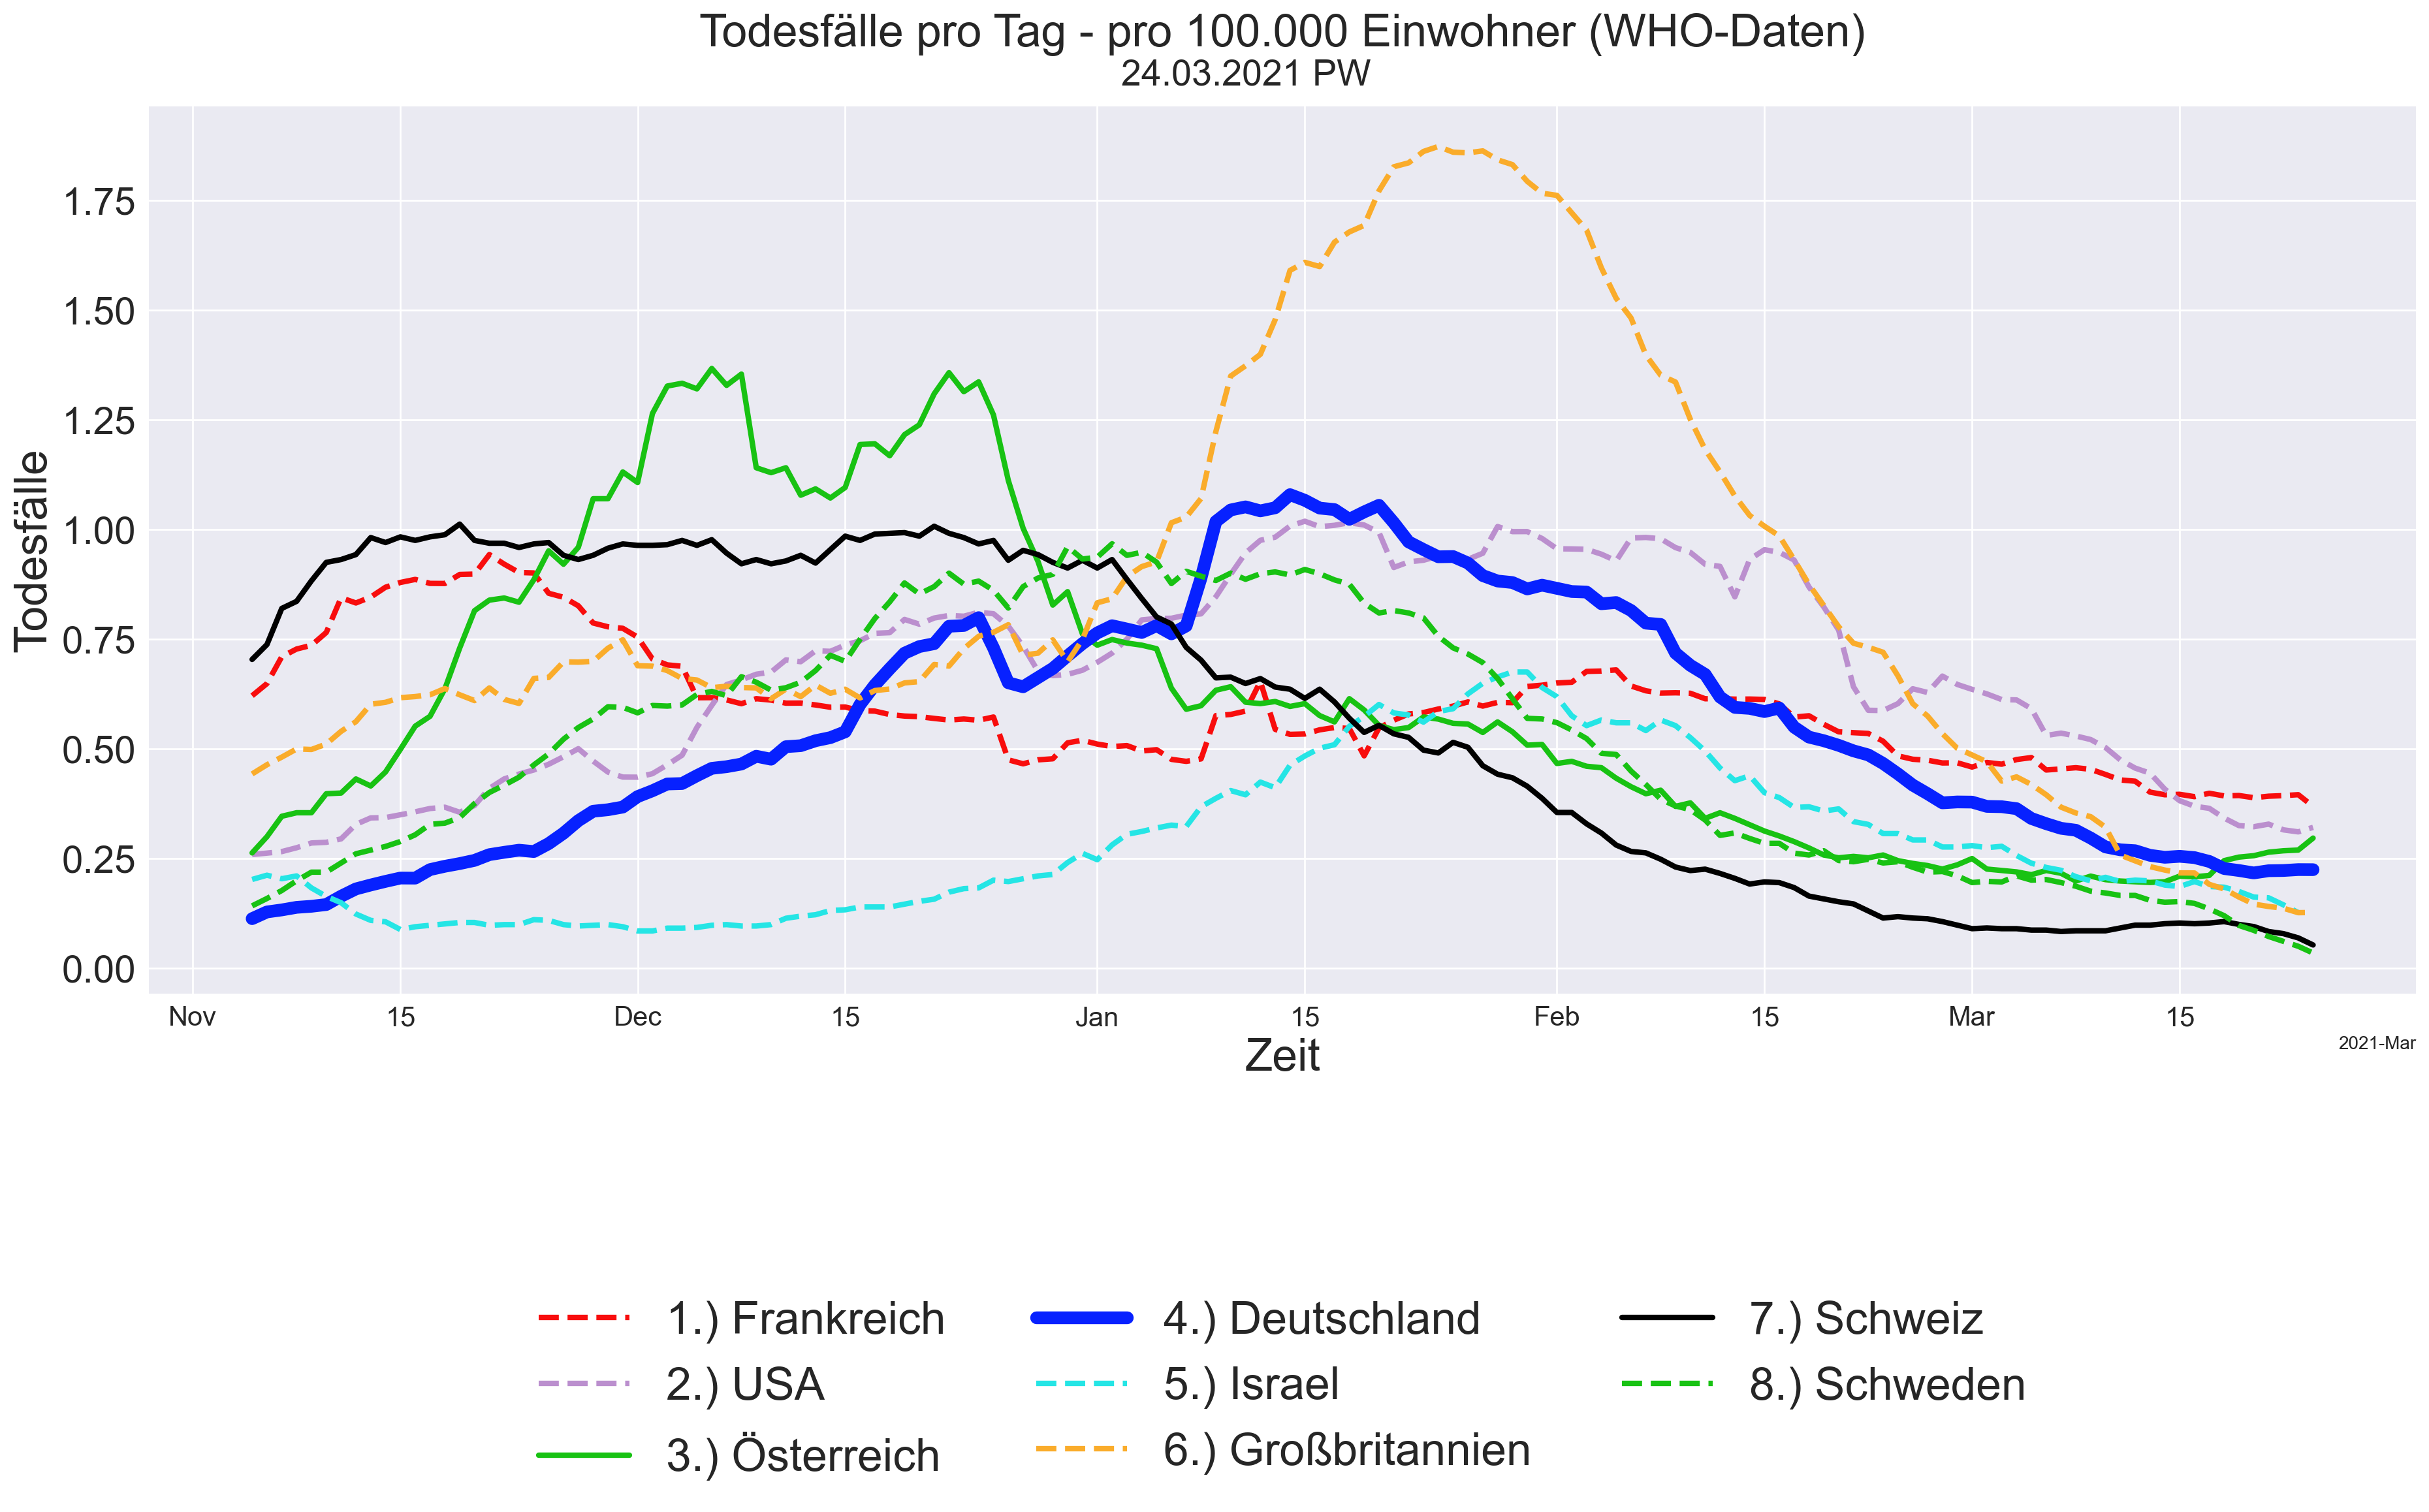 Todesfälle pro Tag - pro 100.000 Einwohner (WHO-Daten)
24.03.2021 PW
Todesfälle
1.75
1.50
1.25
1.00
0.75
0.50
0.25
0.00
Nov 15 Dec 15 Jan 15 Feb 15 Mar 15
2021-Mar
Zeit
1.) Frankreich
2.) USA
3.) Österreich
4.) Deutschland
5.) Israel
6.) Großbritannien
7.) Schweiz
8.) Schweden